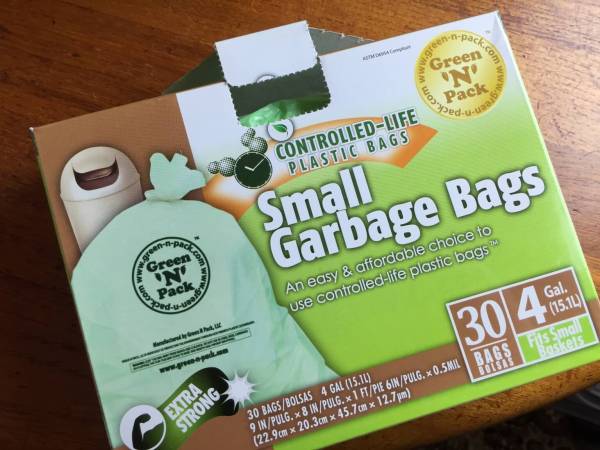 ASTM D6954 Compliant
www.green-n-pack.com
Green
'N'
Pack
www.green-n-pack.com
CONTROLLED-LIFE
PLASTIC BAGS
Small
Garbage Bags
An easy & affordable choice to
use controlled-life plastic bags™
www.green-n-pack.com
Green
'N'
Pack
www.green-n-pack.com
Manufactured by Green N Pack, LLC
www.green-n-pack.com
EXTRA
STRONG
30 BAGS/BOLSAS 4 GAL (15.1L)
9 IN/PULG. × 8 IN/PULG. × 1 FT/PIE 6IN/PULG. × 0.5MIL
(22.9cm × 20.3cm × 45.7cm × 12.7µm)
30
BAGS
BOLSAS
4 Gal.
(15.1L)
Fits Small
Baskets